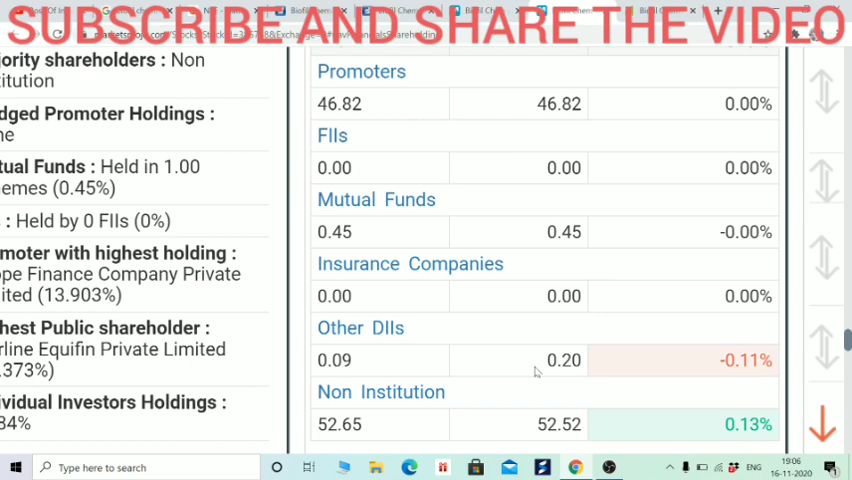 SUBSCRIBE AND SHARE THE VIDEO
jority shareholders : Non
titution
dged Promoter Holdings :
ne
tual Funds : Held in 1.00
emes (0.45%)
: Held by 0 FIIs (0%)
moter with highest holding :
ope Finance Company Private
ited (13.903%)
hest Public shareholder :
rline Equifin Private Limited
.373%)
ividual Investors Holdings :
34%
Promoters
46.82 46.82 0.00%
FIIs
0.00 0.00 0.00%
Mutual Funds
0.45 0.45 -0.00%
Insurance Companies
0.00 0.00 0.00%
Other DIIs
0.09 0.20 -0.11%
Non Institution
52.65 52.52 0.13%
Type here to search
ENG
19:06
16-11-2020